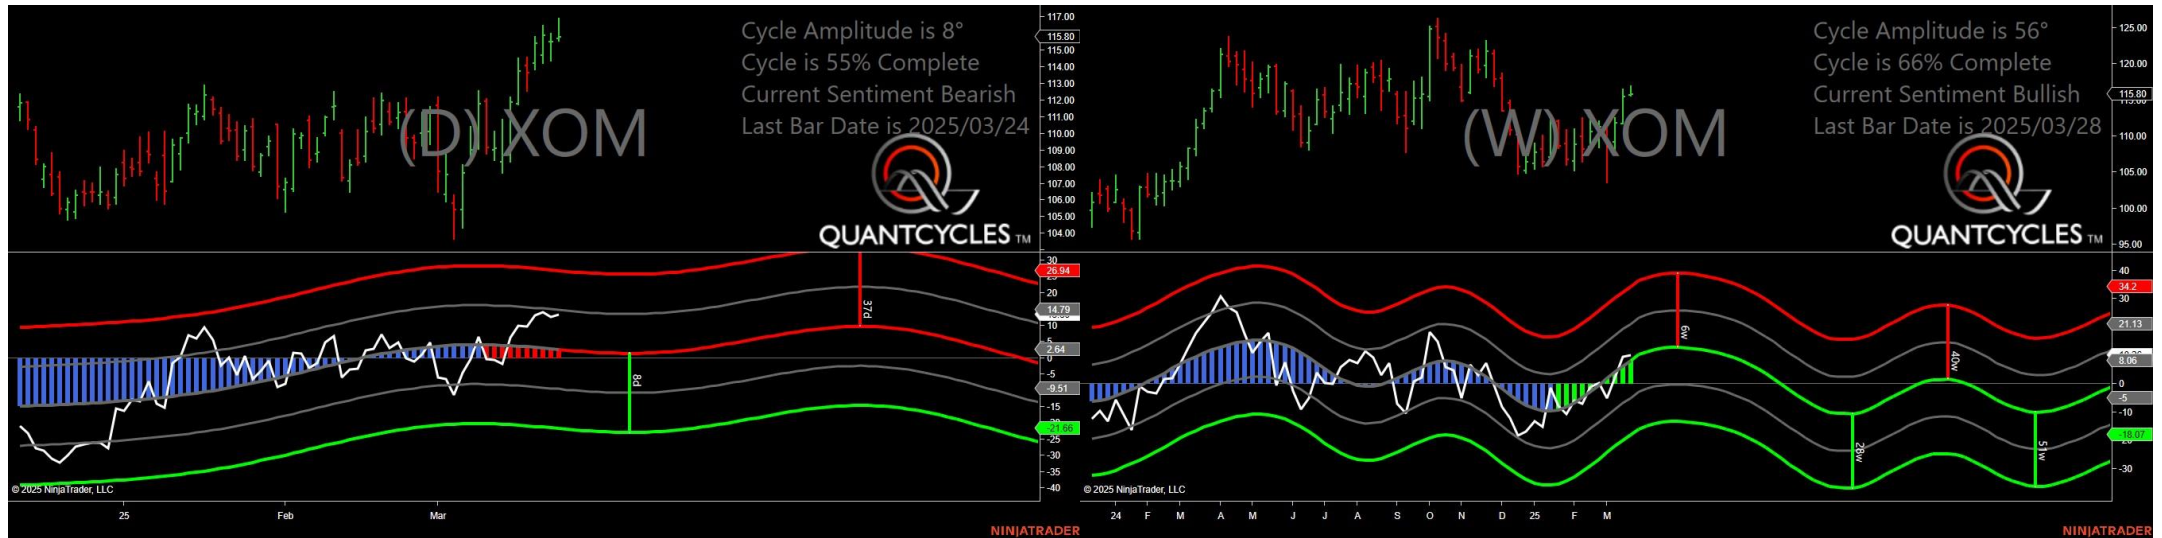 Cycle Amplitude is 8°
Cycle is 55% Complete
Current Sentiment Bearish
Last Bar Date is 2025/03/24
(D) XOM
QUANTCYCLES TM
117.00
115.80
115.00
114.00
113.00
112.00
111.00
110.00
109.00
108.00
107.00
106.00
105.00
104.00
30
26.94
20
14.79
10
5
2.64
0
-5
-9.51
-15
-21.66
-25
-30
-35
-40
37d
8d
© 2025 NinjaTrader, LLC
25 Feb Mar
NINJATRADER
Cycle Amplitude is 56°
Cycle is 66% Complete
Current Sentiment Bullish
Last Bar Date is 2025/03/28
(W) XOM
QUANTCYCLES TM
125.00
120.00
115.80
110.00
105.00
100.00
95.00
40
34.2
30
21.13
8.06
0
-5
-10
-18.07
-30
6w
40w
28w
51w
© 2025 NinjaTrader, LLC
24 F M A M J J A S O N D 25 F M
NINJATRADER